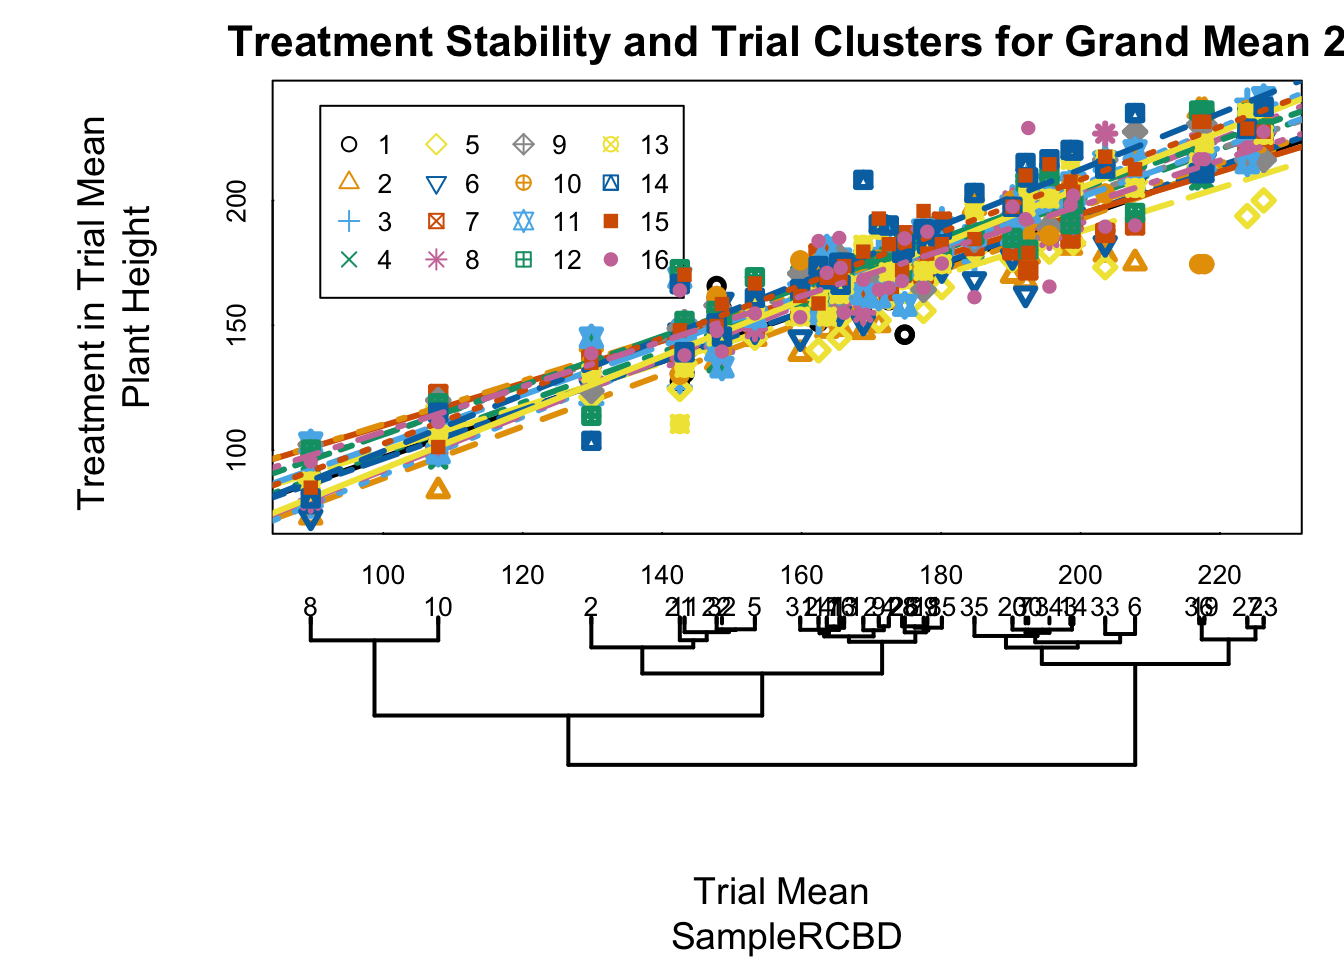 Treatment Stability and Trial Clusters for Grand Mean 2
Treatment in Trial Mean
Plant Height
1 5 9 13
2 6 10 14
3 7 11 15
4 8 12 16
200
150
100
100 120 140 160 180 200 220
8 10 2 5 35 33 6 23
Trial Mean
SampleRCBD